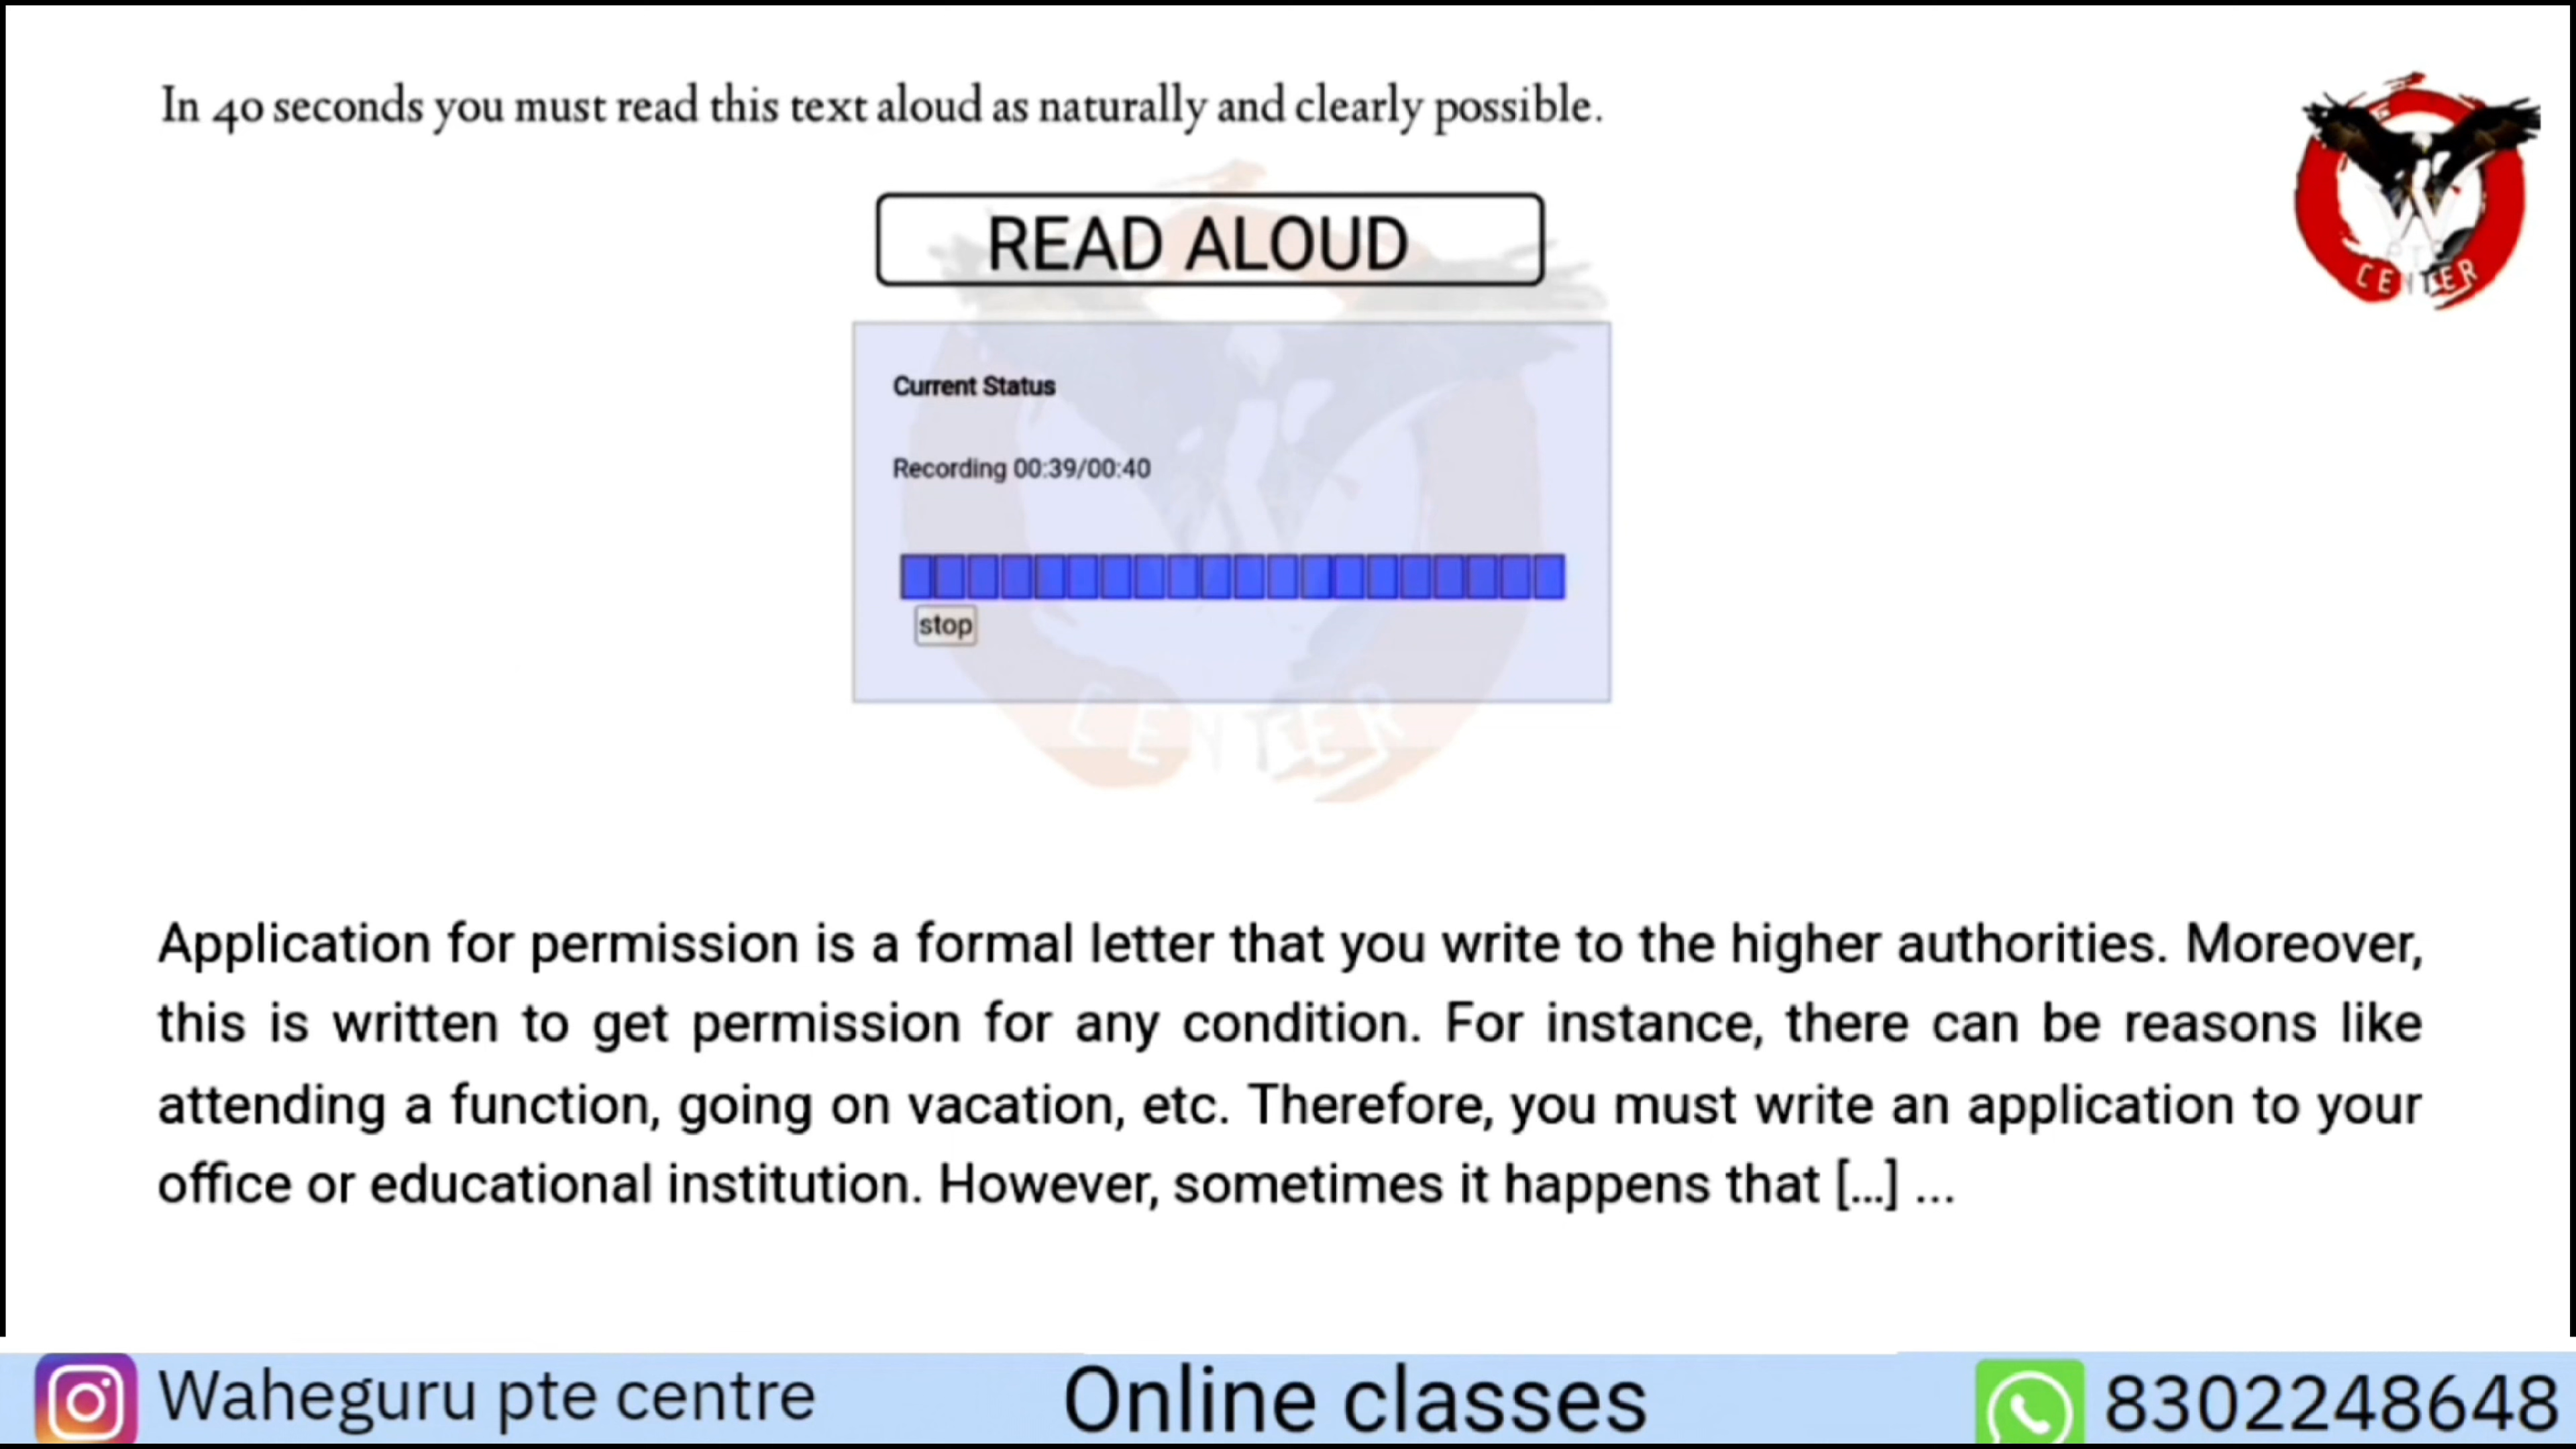 In 40 seconds you must read this text aloud as naturally and clearly possible.
READ ALOUD
CENTER
Current Status
Recording 00:39/00:40
stop
CENTER
Application for permission is a formal letter that you write to the higher authorities. Moreover,
this is written to get permission for any condition. For instance, there can be reasons like
attending a function, going on vacation, etc. Therefore, you must write an application to your
office or educational institution. However, sometimes it happens that [...] ...
Waheguru pte centre
Online classes
8302248648